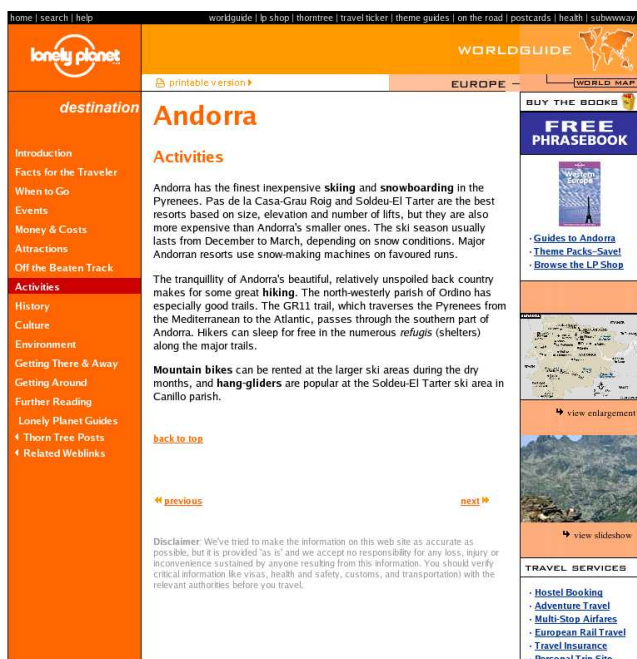 home | search | help
worldguide | lp shop | thorntree | travel ticker | theme guides | on the road | postcards | health | subwwway
lonely planet
WORLDGUIDE
printable version
EUROPE –
WORLD MAP
destination
Introduction
Facts for the Traveler
When to Go
Events
Money & Costs
Attractions
Off the Beaten Track
Activities
History
Culture
Environment
Getting There & Away
Getting Around
Further Reading
Lonely Planet Guides
Thorn Tree Posts
Related Weblinks
Andorra
Activities
Andorra has the finest inexpensive skiing and snowboarding in the
Pyrenees. Pas de la Casa-Grau Roig and Soldeu-El Tarter are the best
resorts based on size, elevation and number of lifts, but they are also
more expensive than Andorra's smaller ones. The ski season usually
lasts from December to March, depending on snow conditions. Major
Andorran resorts use snow-making machines on favoured runs.
The tranquillity of Andorra's beautiful, relatively unspoiled back country
makes for some great hiking. The north-westerly parish of Ordino has
especially good trails. The GR11 trail, which traverses the Pyrenees from
the Mediterranean to the Atlantic, passes through the southern part of
Andorra. Hikers can sleep for free in the numerous refugis (shelters)
along the major trails.
Mountain bikes can be rented at the larger ski areas during the dry
months, and hang-gliders are popular at the Soldeu-El Tarter ski area in
Canillo parish.
back to top
previous
next
Disclaimer: We've tried to make the information on this web site as accurate as
possible, but it is provided 'as is' and we accept no responsibility for any loss, injury or
inconvenience sustained by anyone resulting from this information. You should verify
critical information like visas, health and safety, customs, and transportation) with the
relevant authorities before you travel.
BUY THE BOOKS
FREE
PHRASEBOOK
Western
Europe
· Guides to Andorra
· Theme Packs–Save!
· Browse the LP Shop
view enlargement
view slideshow
TRAVEL SERVICES
· Hostel Booking
· Adventure Travel
· Multi-Stop Airfares
· European Rail Travel
· Travel Insurance
· Personal Trip Site